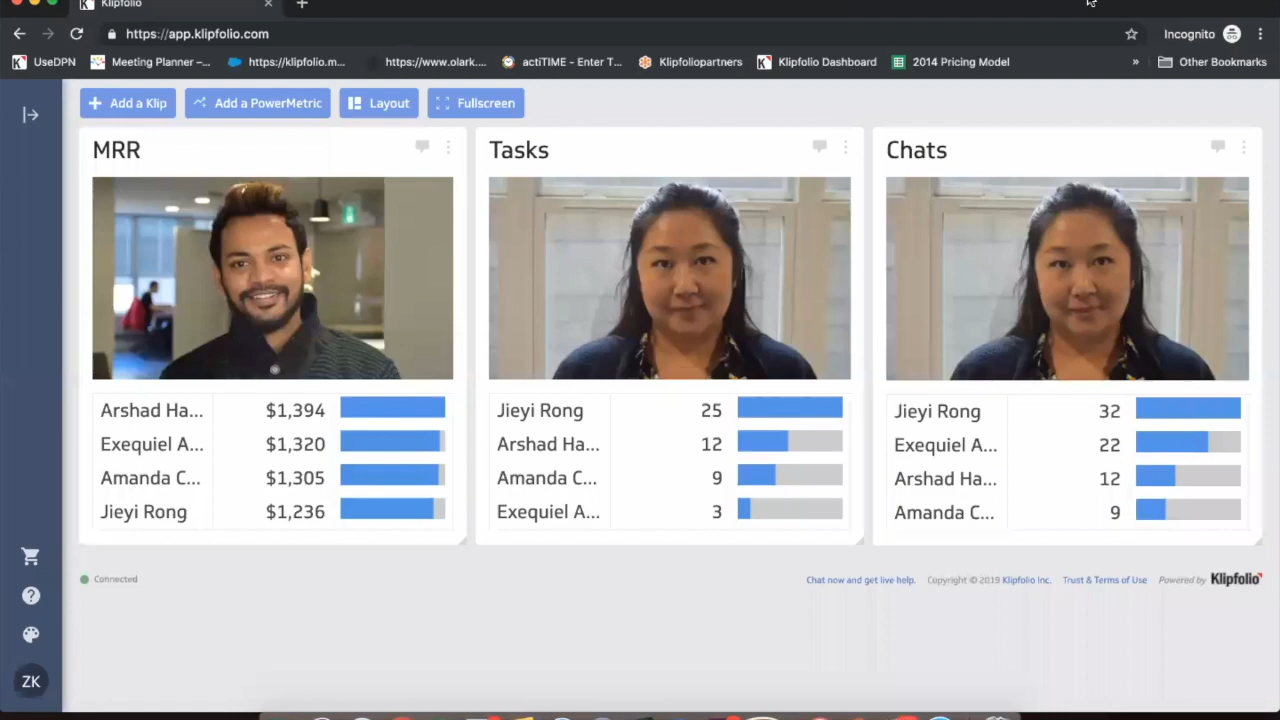 Klipfolio
https://app.klipfolio.com
Incognito
UseDPN
Meeting Planner –...
https://klipfolio.m...
https://www.olark....
actiTIME - Enter T...
Klipfoliopartners
Klipfolio Dashboard
2014 Pricing Model
»
Other Bookmarks
Add a Klip
Add a PowerMetric
Layout
Fullscreen
MRR
Arshad Ha... $1,394
Exequiel A... $1,320
Amanda C... $1,305
Jieyi Rong $1,236
Tasks
Jieyi Rong 25
Arshad Ha... 12
Amanda C... 9
Exequiel A... 3
Chats
Jieyi Rong 32
Exequiel A... 22
Arshad Ha... 12
Amanda C... 9
Connected
Chat now and get live help. Copyright © 2019 Klipfolio Inc. Trust & Terms of Use Powered by Klipfolio
ZK